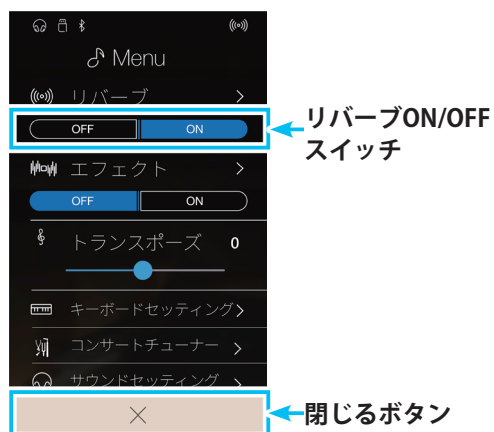 Menu
リバーブ
OFF ON
リバーブON/OFF
スイッチ
エフェクト
OFF ON
トランスポーズ 0
キーボードセッティング
コンサートチューナー
サウンドセッティング
閉じるボタン